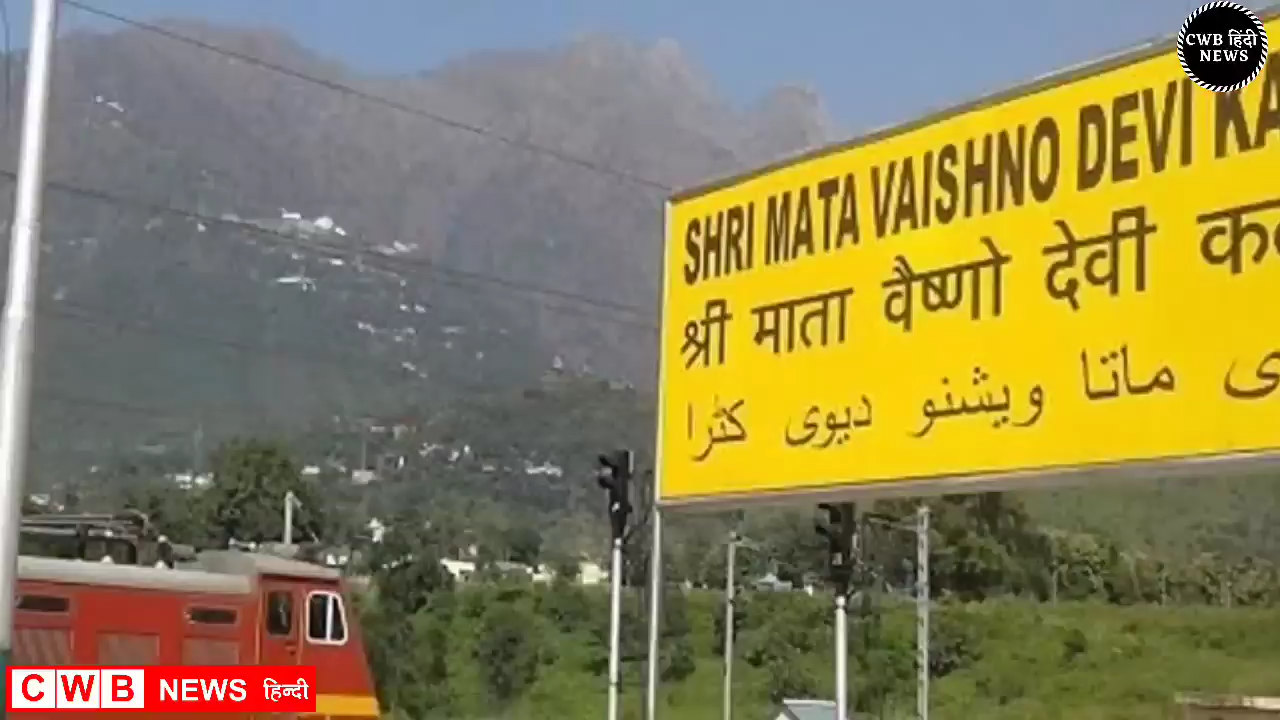 CWB हिंदी
NEWS
SHRI MATA VAISHNO DEVI KA
श्री माता वैष्णो देवी
ماتا ویشنو دیوی کٹرا
CWB NEWS हिन्दी